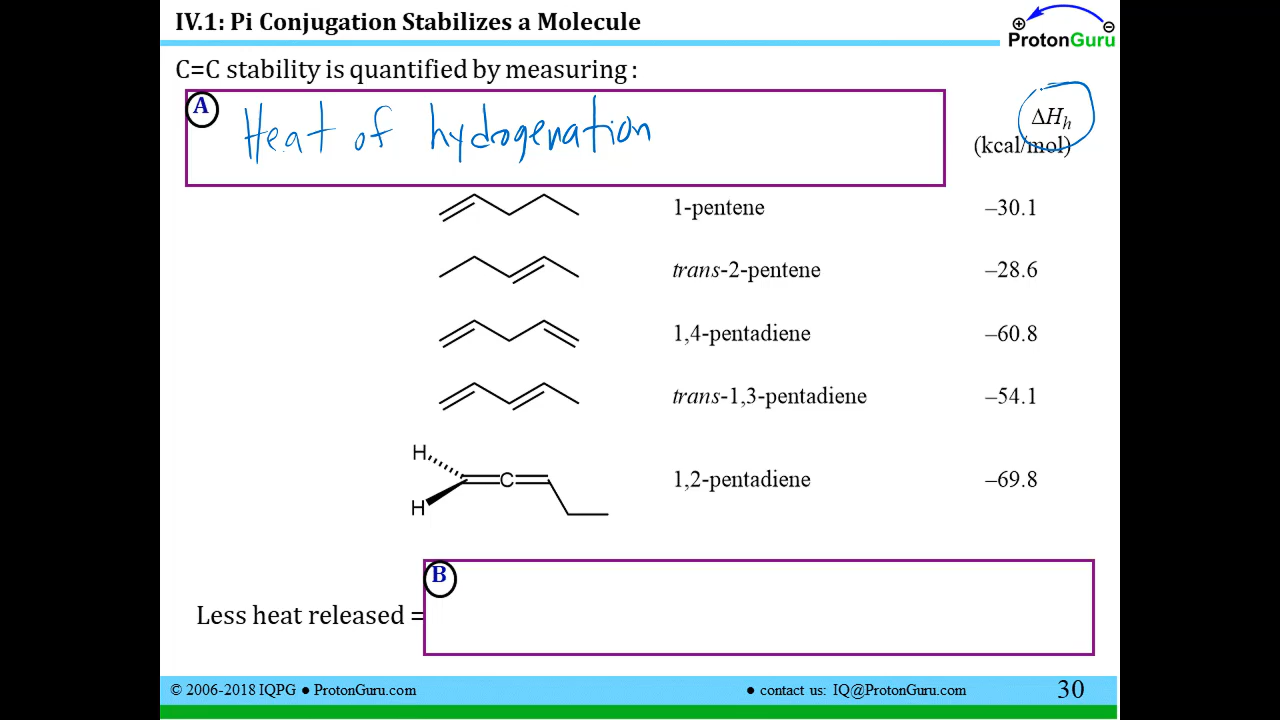 IV.1: Pi Conjugation Stabilizes a Molecule
⊕ ⊖
ProtonGuru
C=C stability is quantified by measuring :
A Heat of hydrogenation
ΔHh
(kcal/mol)
1-pentene –30.1
trans-2-pentene –28.6
1,4-pentadiene –60.8
trans-1,3-pentadiene –54.1
H
C 1,2-pentadiene –69.8
H
B
Less heat released =
© 2006-2018 IQPG ● ProtonGuru.com ● contact us: IQ@ProtonGuru.com 30